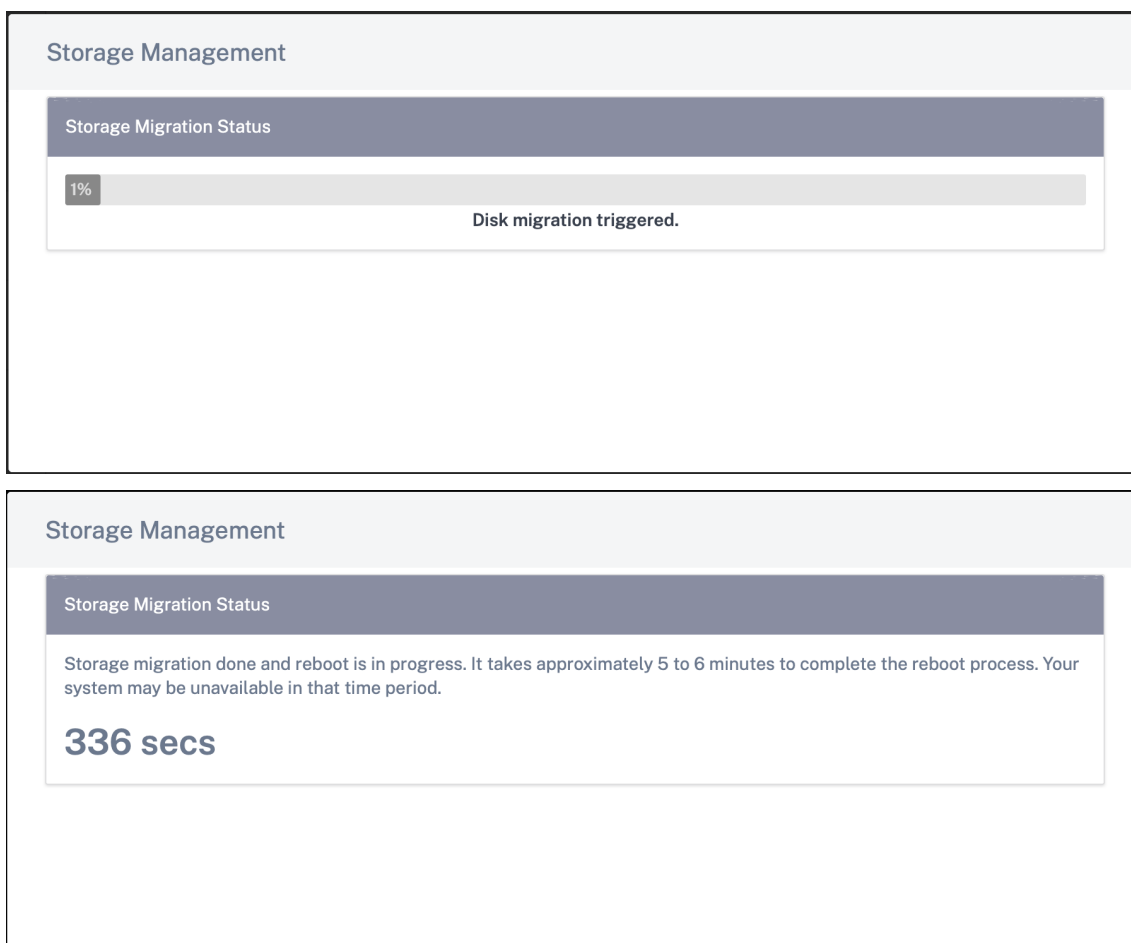 Storage Management
Storage Migration Status
1%
Disk migration triggered.
Storage Management
Storage Migration Status
Storage migration done and reboot is in progress. It takes approximately 5 to 6 minutes to complete the reboot process. Your
system may be unavailable in that time period.
336 secs